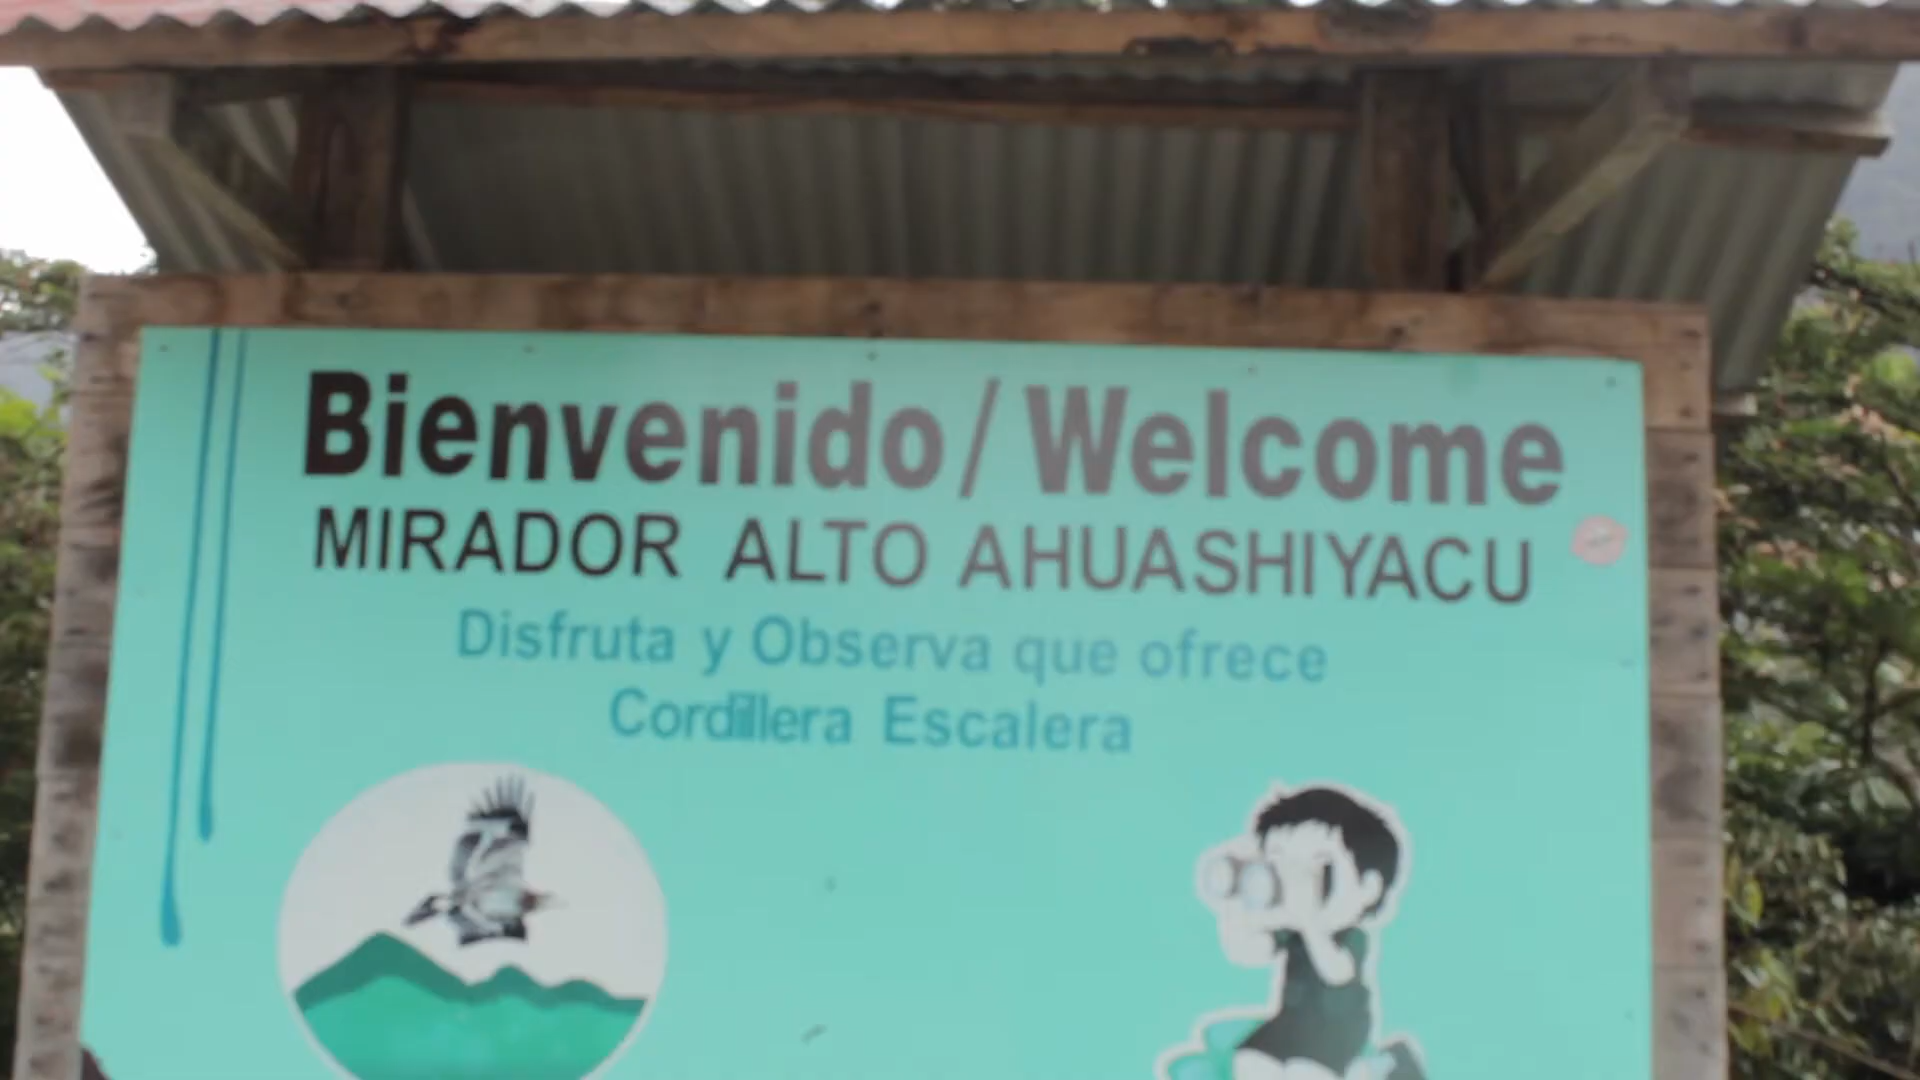 Bienvenido/Welcome
MIRADOR ALTO AHUASHIYACU
Disfruta y Observa que ofrece
Cordillera Escalera